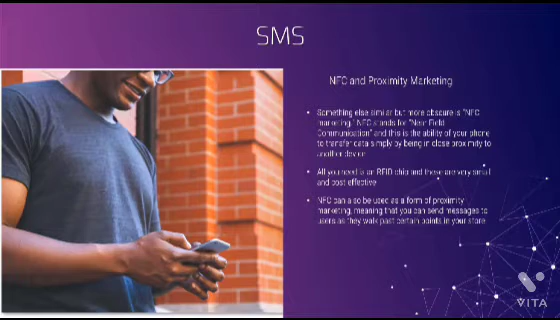 SMS
NFC and Proximity Marketing
• Something else similar but more obscure is "NFC
marketing." NFC stands for "Near Field
Communication" and this is the ability of your phone
to transfer data simply by being in close proximity to
another device
• All you need is an RFID chip and these are very small
and cost effective
• NFC can also be used as a form of proximity
marketing, meaning that you can send messages to
users as they walk past certain points in your store
VITA